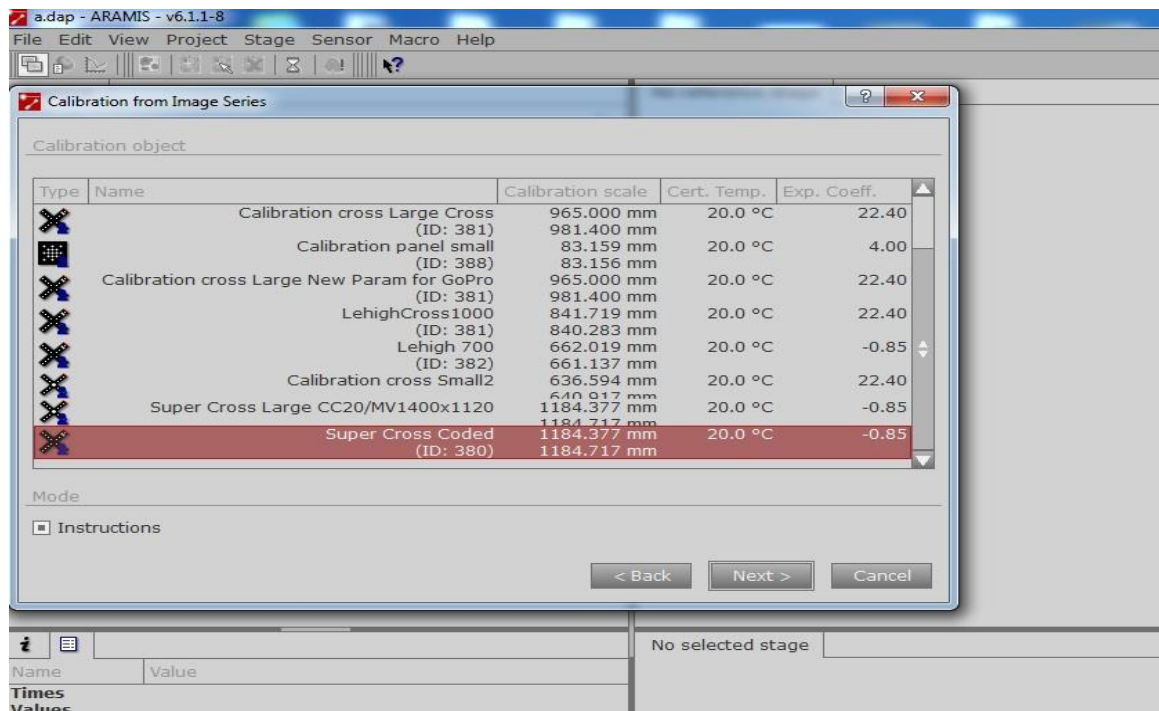 a.dap - ARAMIS - v6.1.1-8
File Edit View Project Stage Sensor Macro Help
Calibration from Image Series
Calibration object
Type Name Calibration scale Cert. Temp. Exp. Coeff.
Calibration cross Large Cross 965.000 mm 20.0 °C 22.40
(ID: 381) 981.400 mm
Calibration panel small 83.159 mm 20.0 °C 4.00
(ID: 388) 83.156 mm
Calibration cross Large New Param for GoPro 965.000 mm 20.0 °C 22.40
(ID: 381) 981.400 mm
LehighCross1000 841.719 mm 20.0 °C 22.40
(ID: 381) 840.283 mm
Lehigh 700 662.019 mm 20.0 °C -0.85
(ID: 382) 661.137 mm
Calibration cross Small2 636.594 mm 20.0 °C 22.40
640.917 mm
Super Cross Large CC20/MV1400x1120 1184.377 mm 20.0 °C -0.85
1184.717 mm
Super Cross Coded 1184.377 mm 20.0 °C -0.85
(ID: 380) 1184.717 mm
Mode
Instructions
< Back Next > Cancel
No selected stage
Name Value
Times
Values